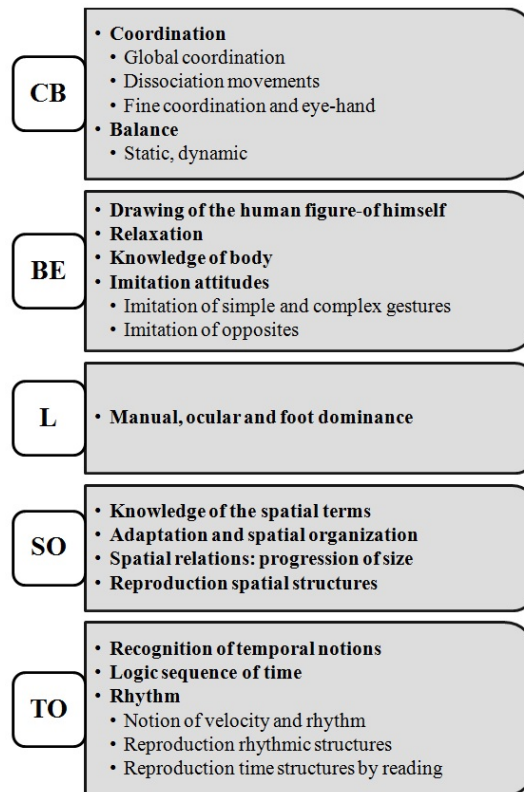 CB
• Coordination
• Global coordination
• Dissociation movements
• Fine coordination and eye-hand
• Balance
• Static, dynamic
BE
• Drawing of the human figure-of himself
• Relaxation
• Knowledge of body
• Imitation attitudes
• Imitation of simple and complex gestures
• Imitation of opposites
L
• Manual, ocular and foot dominance
SO
• Knowledge of the spatial terms
• Adaptation and spatial organization
• Spatial relations: progression of size
• Reproduction spatial structures
TO
• Recognition of temporal notions
• Logic sequence of time
• Rhythm
• Notion of velocity and rhythm
• Reproduction rhythmic structures
• Reproduction time structures by reading